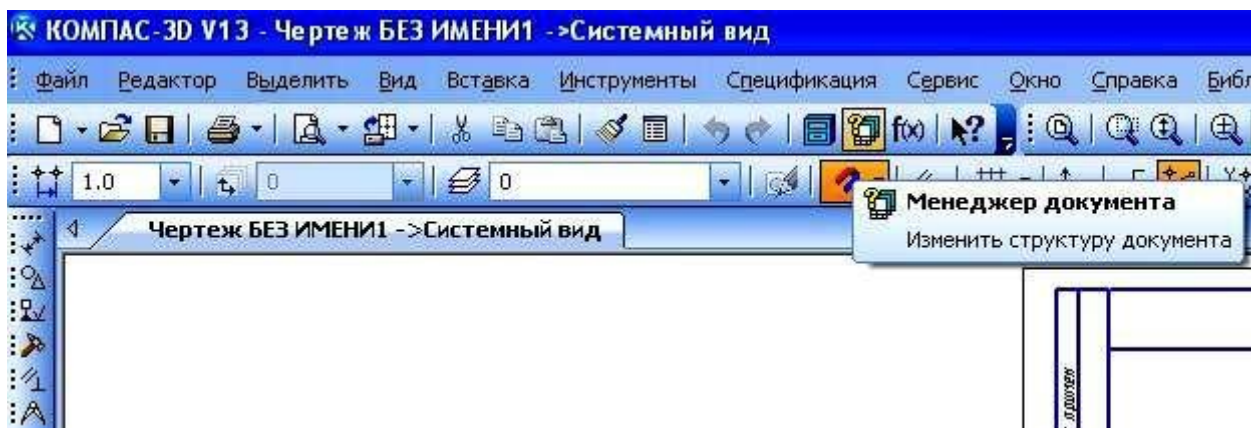 КОМПАС-3D V13 - Чертеж БЕЗ ИМЕНИ1 ->Системный вид
Файл Редактор Выделить Вид Вставка Инструменты Спецификация Сервис Окно Справка Библ
f(x) ?
1.0 0 0
Менеджер документа
Изменить структуру документа
Чертеж БЕЗ ИМЕНИ1 ->Системный вид